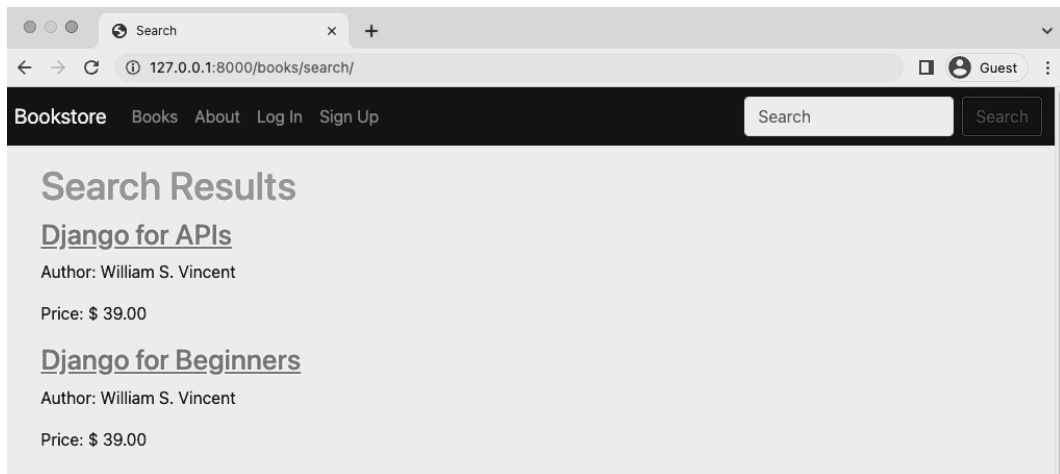 Search
127.0.0.1:8000/books/search/
Guest
Bookstore Books About Log In Sign Up Search Search
Search Results
Django for APIs
Author: William S. Vincent
Price: $ 39.00
Django for Beginners
Author: William S. Vincent
Price: $ 39.00